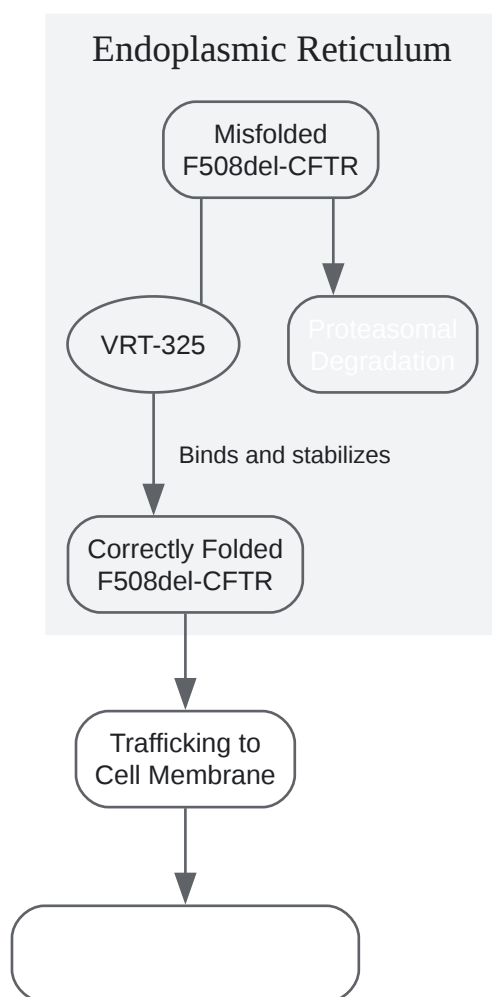 Endoplasmic Reticulum
Misfolded
F508del-CFTR
VRT-325
Proteasomal
Degradation
Binds and stabilizes
Correctly Folded
F508del-CFTR
Trafficking to
Cell Membrane